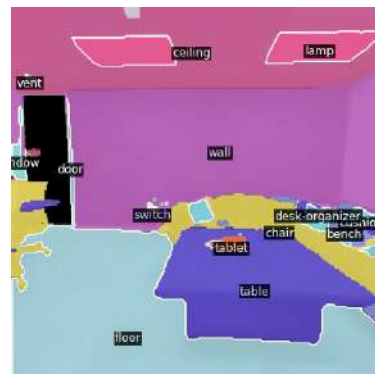 ceiling
lamp
vent
wall
ndow
door
switch
desk-organizer
cushio
chair
bench
tablet
table
floor